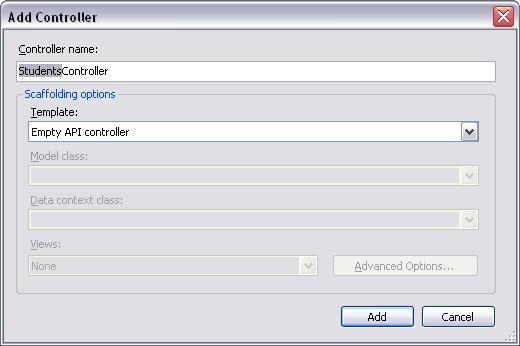 Add Controller
Controller name:
StudentsController
Scaffolding options
Template:
Empty API controller
Model class:
Data context class:
Views:
None
Advanced Options...
Add
Cancel